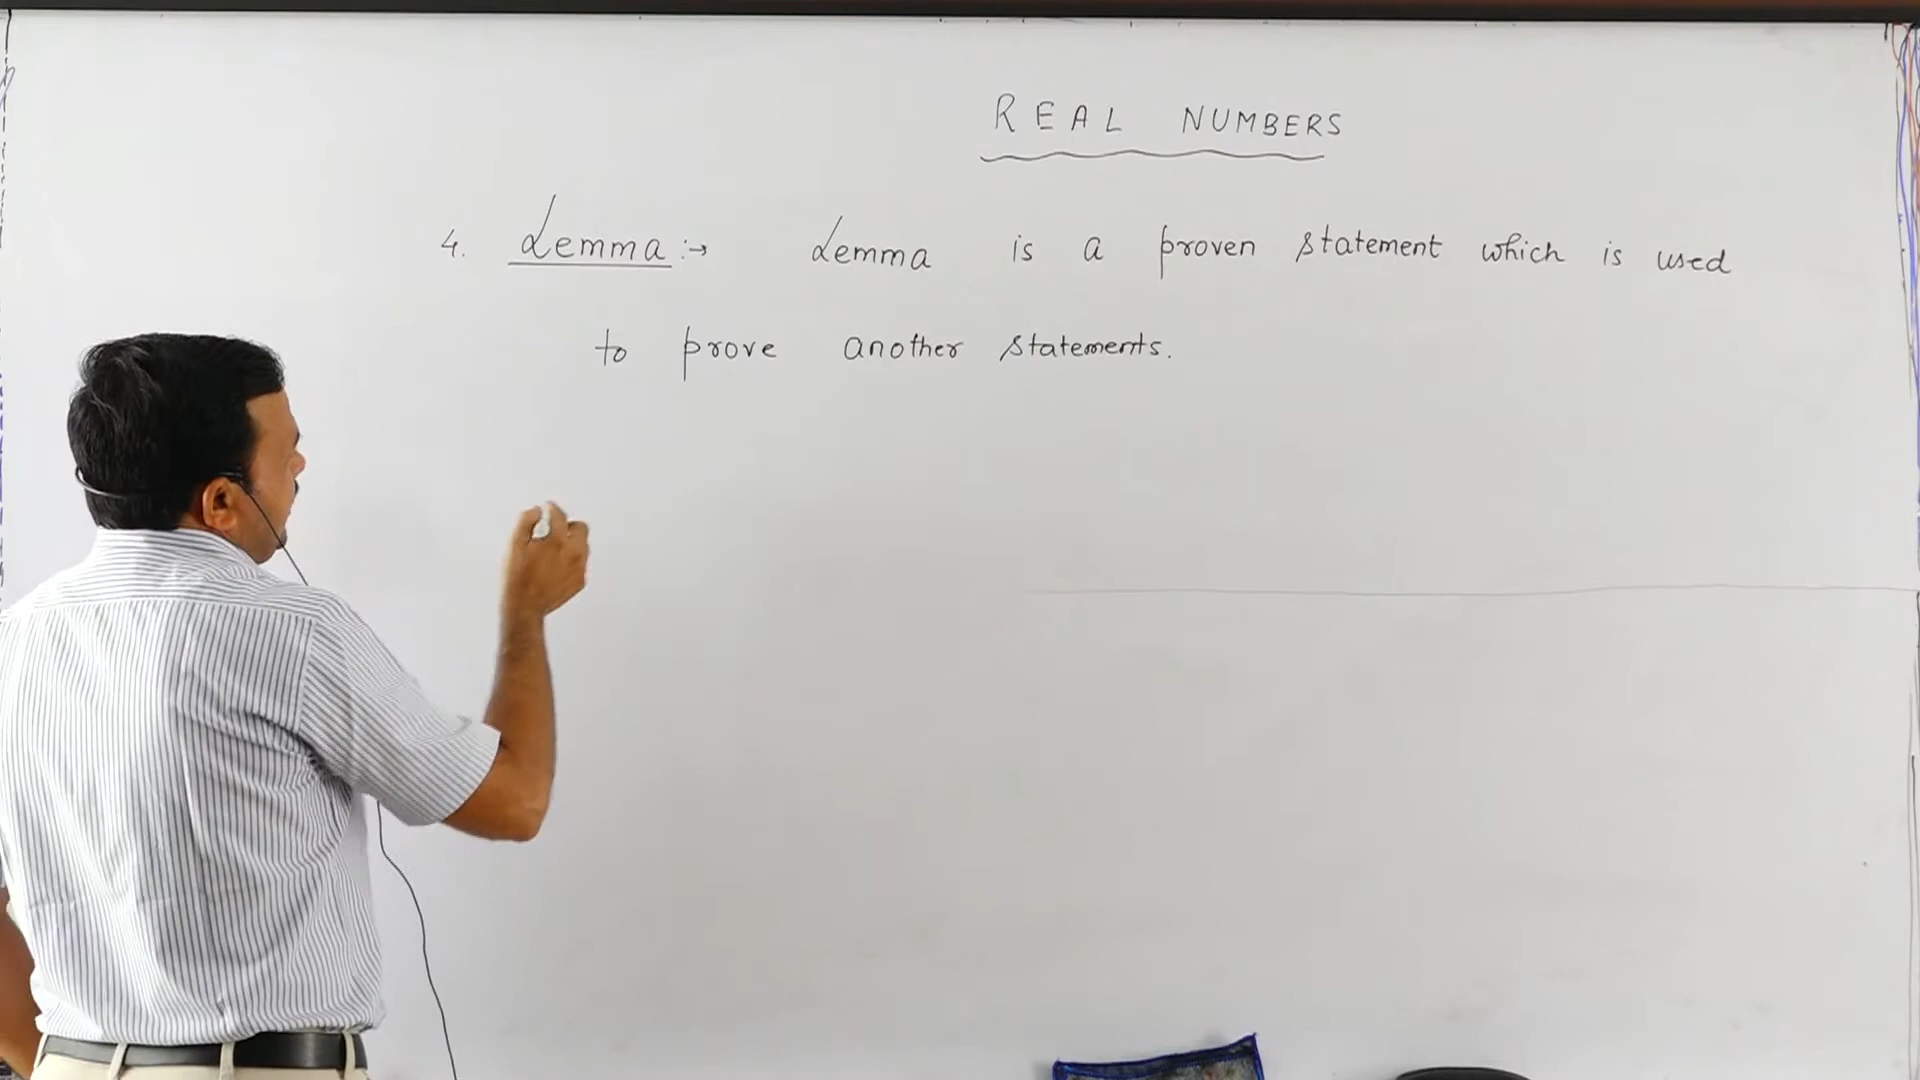 REAL NUMBERS
4. Lemma :→ Lemma is a proven statement which is used
to prove another statements.